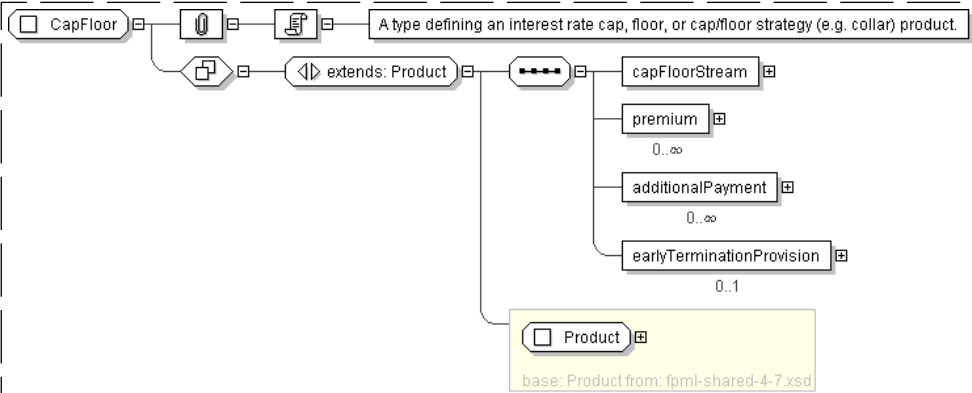 CapFloor
A type defining an interest rate cap, floor, or cap/floor strategy (e.g. collar) product.
extends: Product
capFloorStream
premium
0..∞
additionalPayment
0..∞
earlyTerminationProvision
0..1
Product
base: Product from: fpml-shared-4-7.xsd